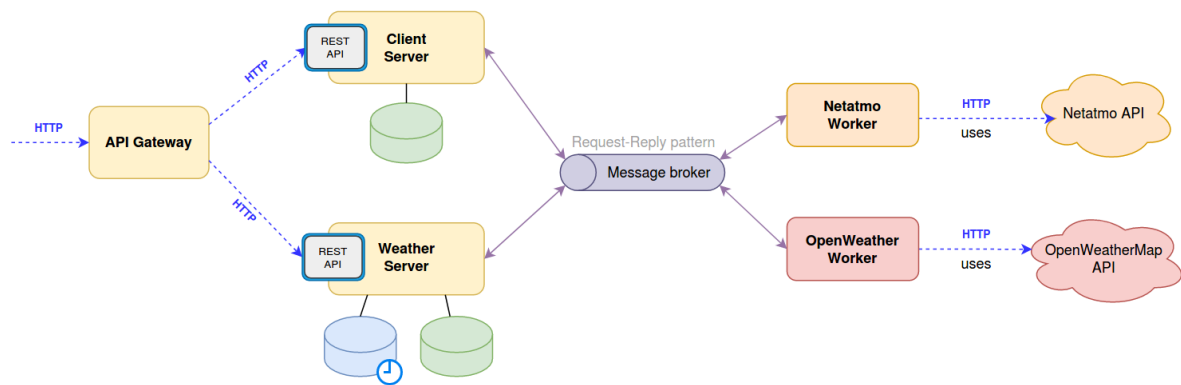 HTTP
API Gateway
HTTP
HTTP
REST
API
Client
Server
REST
API
Weather
Server
Request-Reply pattern
Message broker
Netatmo
Worker
HTTP
uses
Netatmo API
OpenWeather
Worker
HTTP
uses
OpenWeatherMap
API